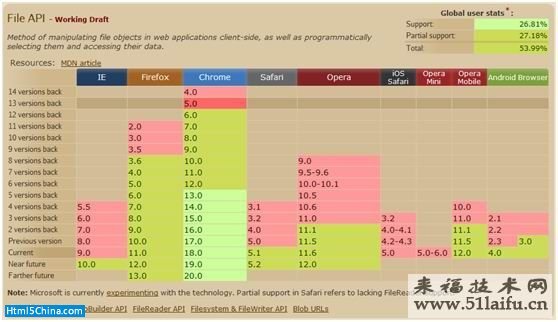 File API - Working Draft
Method of manipulating file objects in web applications client-side, as well as programmatically
selecting them and accessing their data.
Global user stats*:
Support: 26.81%
Partial support: 27.18%
Total: 53.99%
Resources: MDN article
IE Firefox Chrome Safari Opera iOS Safari Opera Mini Opera Mobile Android Browser
14 versions back 4.0
13 versions back 5.0
12 versions back 6.0
11 versions back 2.0 7.0
10 versions back 3.0 8.0
9 versions back 3.5 9.0
8 versions back 3.6 10.0 9.0
7 versions back 4.0 11.0 9.5-9.6
6 versions back 5.0 12.0 10.0-10.1
5 versions back 6.0 13.0 10.5
4 versions back 5.5 7.0 14.0 3.1 10.6 10.0
3 versions back 6.0 8.0 15.0 3.2 11.0 3.2 11.0 2.1
2 versions back 7.0 9.0 16.0 4.0 11.1 4.0-4.1 11.1 2.2
Previous version 8.0 10.0 17.0 5.0 11.5 4.2-4.3 11.5 2.3 3.0
Current 9.0 11.0 18.0 5.1 11.6 5.0 5.0-6.0 12.0 4.0
Near future 10.0 12.0 19.0 5.2 12.0
Farther future 13.0 20.0
Note: Microsoft is currently experimenting with the technology. Partial support in Safari refers to lacking FileRea
Builder API FileReader API Filesystem & FileWriter API Blob URLs
Html5China.com
来福技术网
www.51laifu.cn